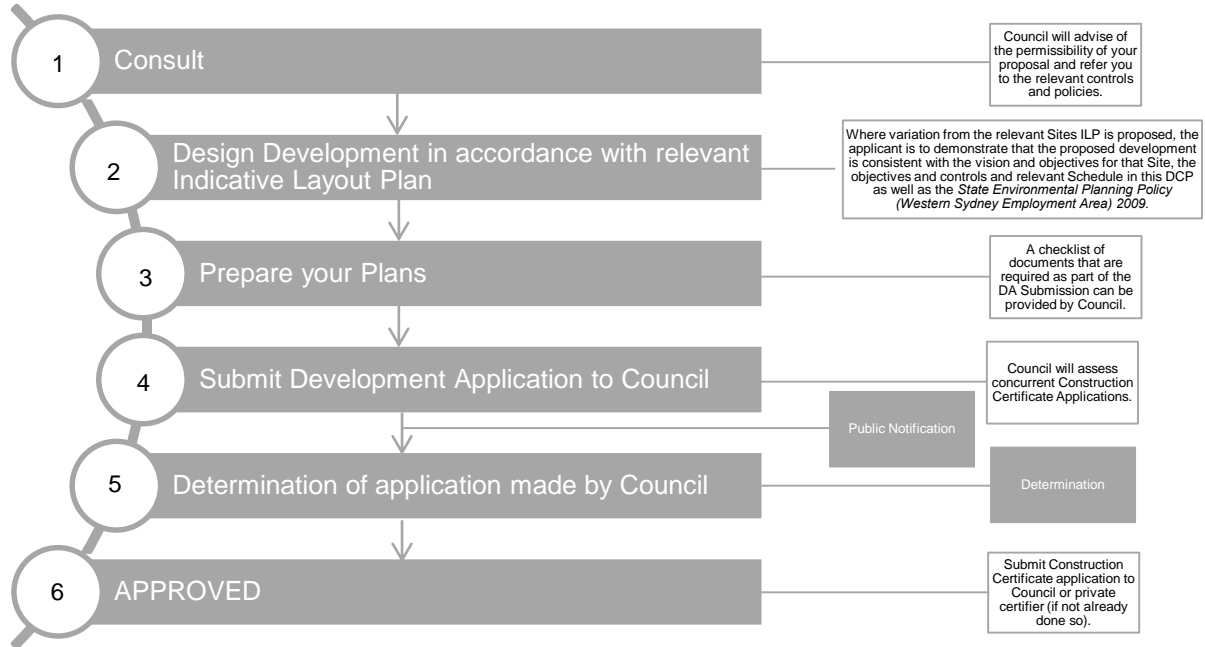 1
Consult
Council will advise of
the permissibility of your
proposal and refer you
to the relevant controls
and policies.
2
Design Development in accordance with relevant
Indicative Layout Plan
Where variation from the relevant Sites ILP is proposed, the
applicant is to demonstrate that the proposed development
is consistent with the vision and objectives for that Site, the
objectives and controls and relevant Schedule in this DCP
as well as the State Environmental Planning Policy
(Western Sydney Employment Area) 2009.
3
Prepare your Plans
A checklist of
documents that are
required as part of the
DA Submission can be
provided by Council.
4
Submit Development Application to Council
Council will assess
concurrent Construction
Certificate Applications.
Public Notification
5
Determination of application made by Council
Determination
6
APPROVED
Submit Construction
Certificate application to
Council or private
certifier (if not already
done so).